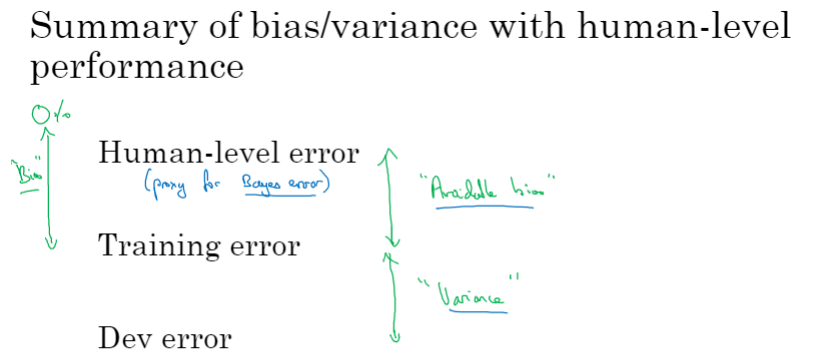 Summary of bias/variance with human-level
performance
0%
"Bias"
Human-level error
(proxy for Bayes error)
"Avoidable bias"
Training error
"Variance"
Dev error